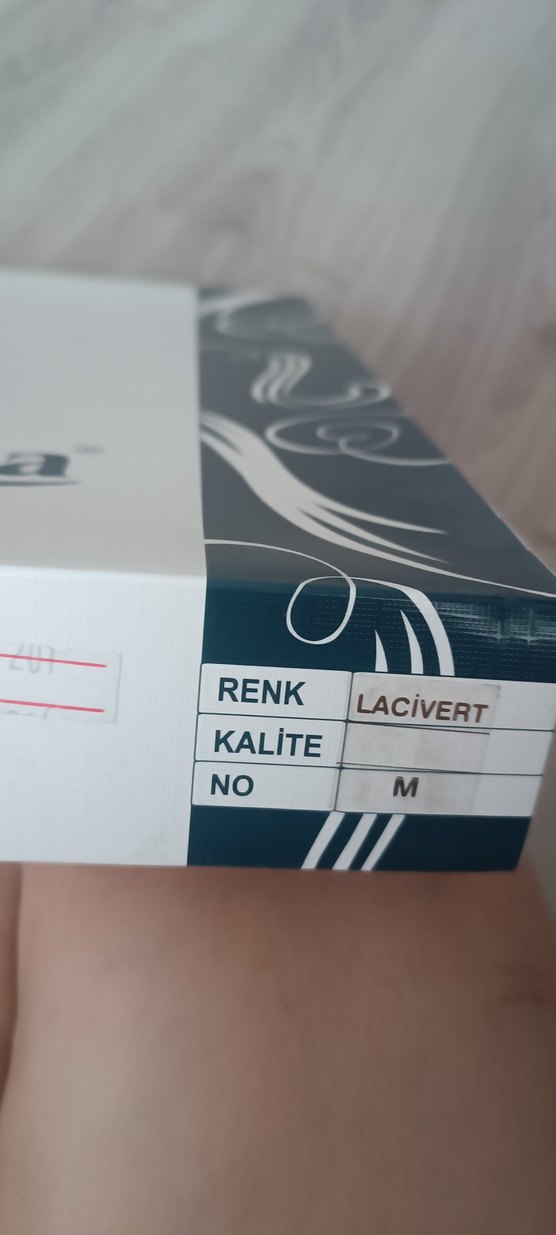 a
RENK LACİVERT
KALİTE
NO M